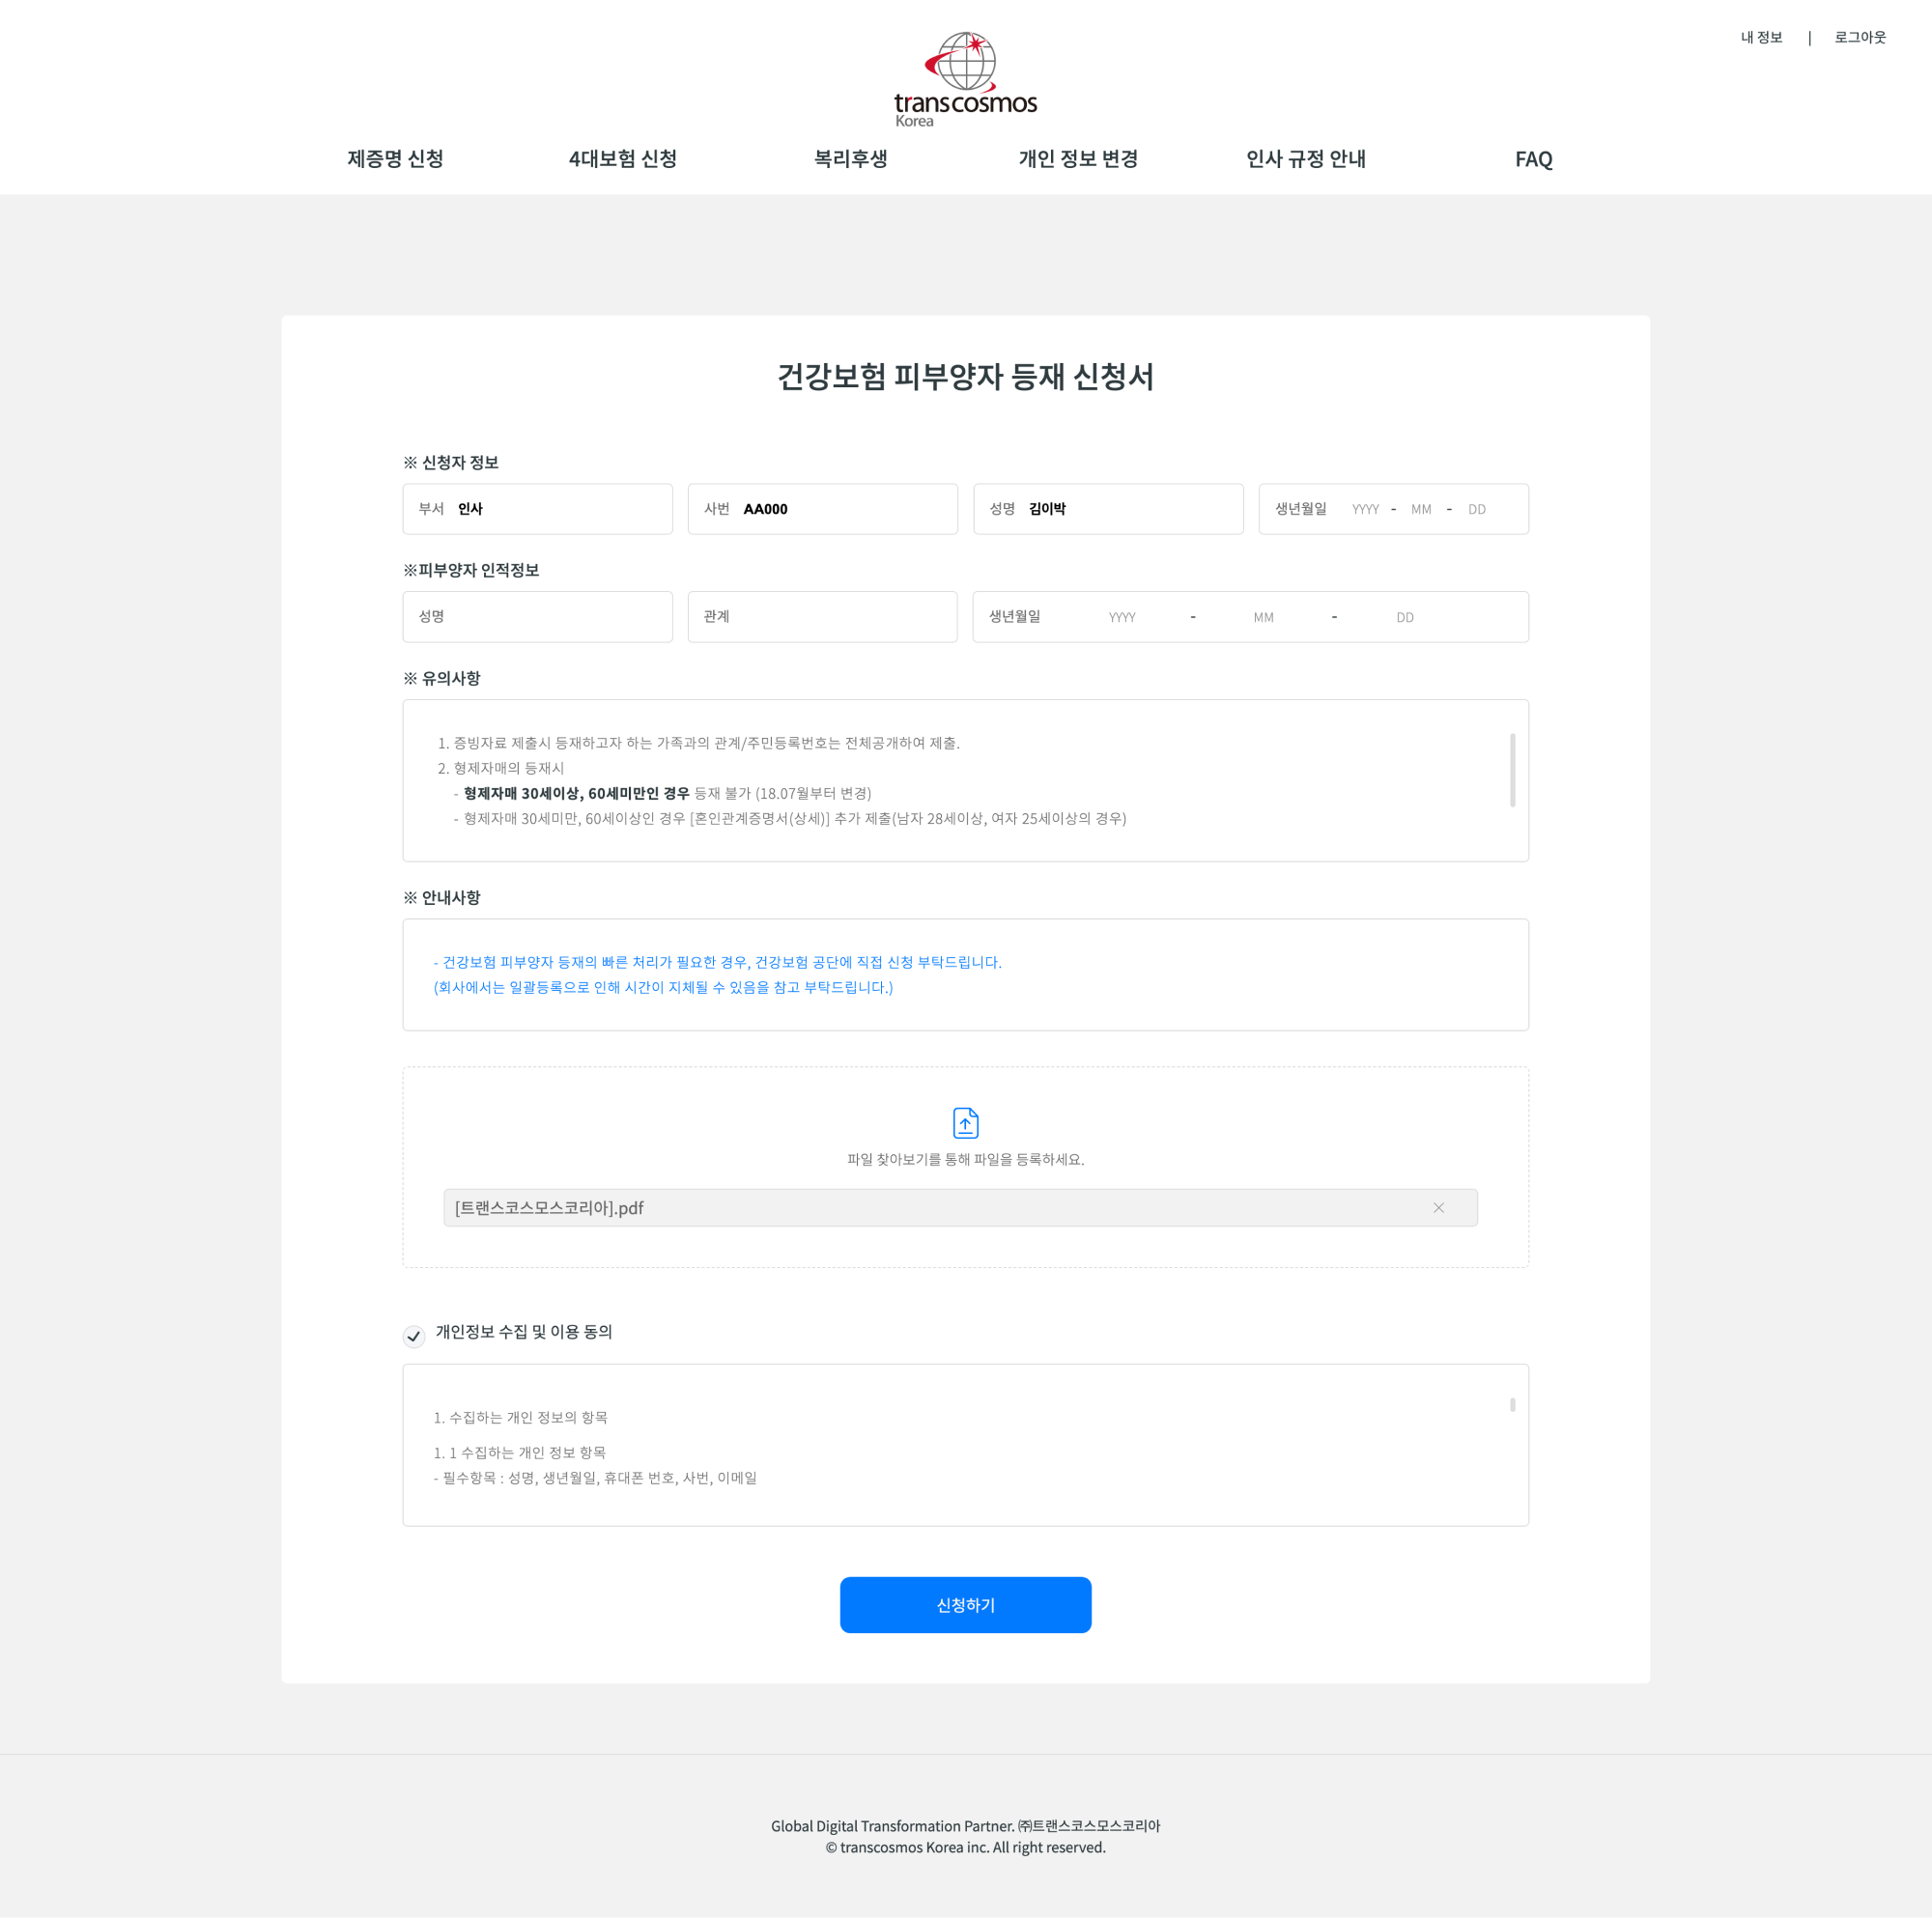 내 정보 | 로그아웃
transcosmos
Korea
제증명 신청 4대보험 신청 복리후생 개인 정보 변경 인사 규정 안내 FAQ
건강보험 피부양자 등재 신청서
※ 신청자 정보
부서 인사 사번 AA000 성명 김이박 생년월일 YYYY - MM - DD
※피부양자 인적정보
성명 관계 생년월일 YYYY - MM - DD
※ 유의사항
1. 증빙자료 제출시 등재하고자 하는 가족과의 관계/주민등록번호는 전체공개하여 제출.
2. 형제자매의 등재시
- 형제자매 30세이상, 60세미만인 경우 등재 불가 (18.07월부터 변경)
- 형제자매 30세미만, 60세이상인 경우 [혼인관계증명서(상세)] 추가 제출(남자 28세이상, 여자 25세이상의 경우)
※ 안내사항
- 건강보험 피부양자 등재의 빠른 처리가 필요한 경우, 건강보험 공단에 직접 신청 부탁드립니다.
(회사에서는 일괄등록으로 인해 시간이 지체될 수 있음을 참고 부탁드립니다.)
파일 찾아보기를 통해 파일을 등록하세요.
[트랜스코스모스코리아].pdf
개인정보 수집 및 이용 동의
1. 수집하는 개인 정보의 항목
1. 1 수집하는 개인 정보 항목
- 필수항목 : 성명, 생년월일, 휴대폰 번호, 사번, 이메일
신청하기
Global Digital Transformation Partner. ㈜트랜스코스모스코리아
© transcosmos Korea inc. All right reserved.